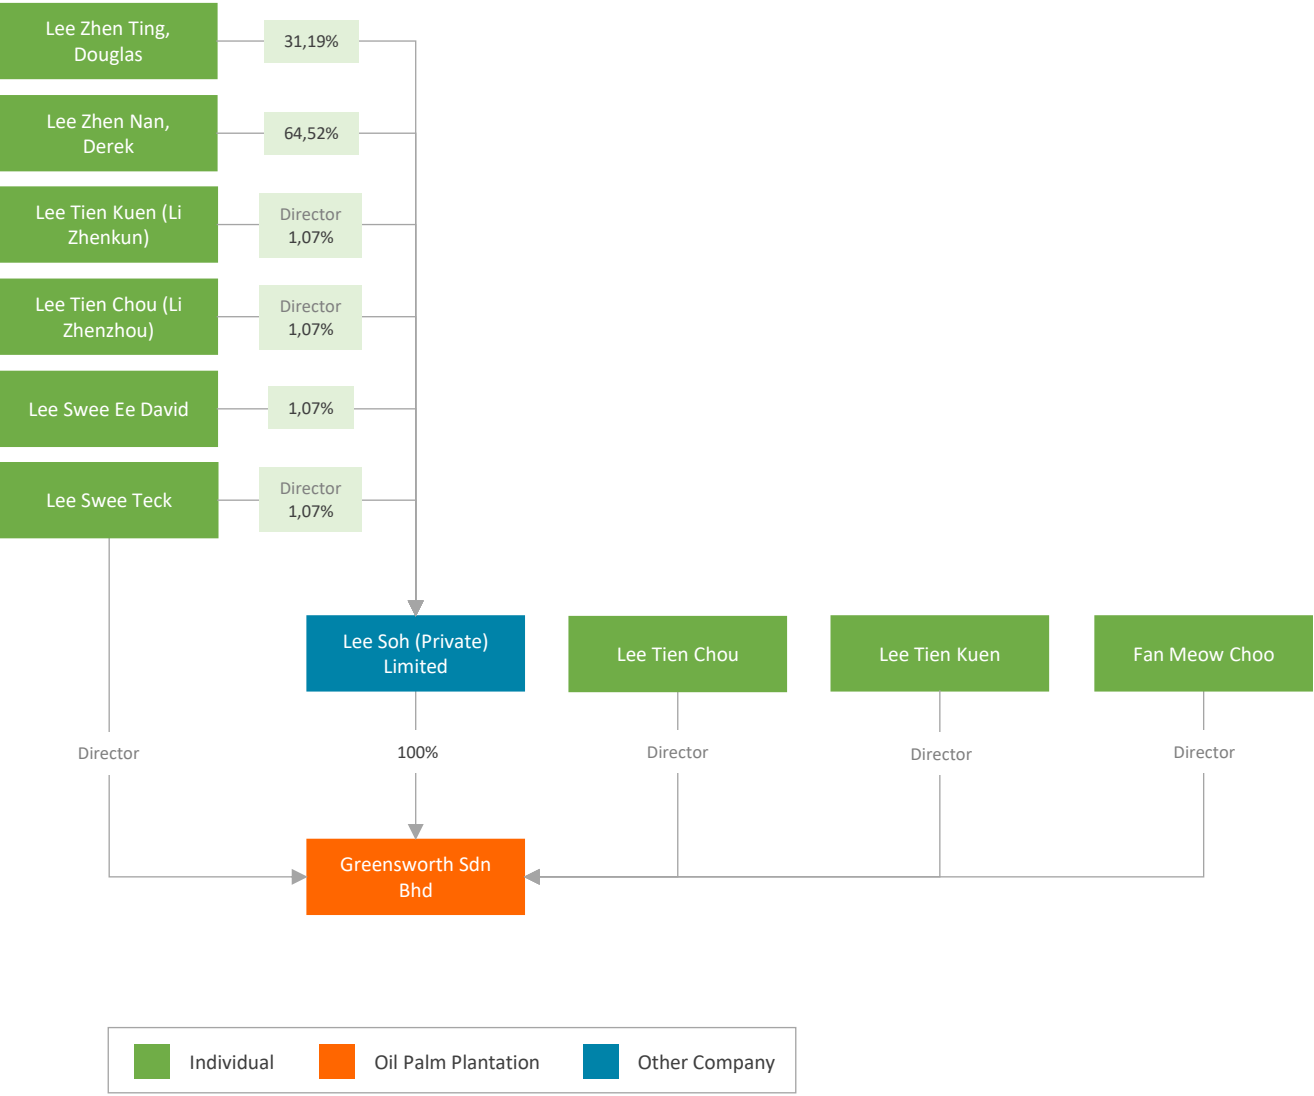 Lee Zhen Ting,
Douglas
31,19%
Lee Zhen Nan,
Derek
64,52%
Lee Tien Kuen (Li
Zhenkun)
Director
1,07%
Lee Tien Chou (Li
Zhenzhou)
Director
1,07%
Lee Swee Ee David
1,07%
Lee Swee Teck
Director
1,07%
Lee Soh (Private)
Limited
Lee Tien Chou
Lee Tien Kuen
Fan Meow Choo
Director
100%
Director
Director
Director
Greensworth Sdn
Bhd
Individual
Oil Palm Plantation
Other Company